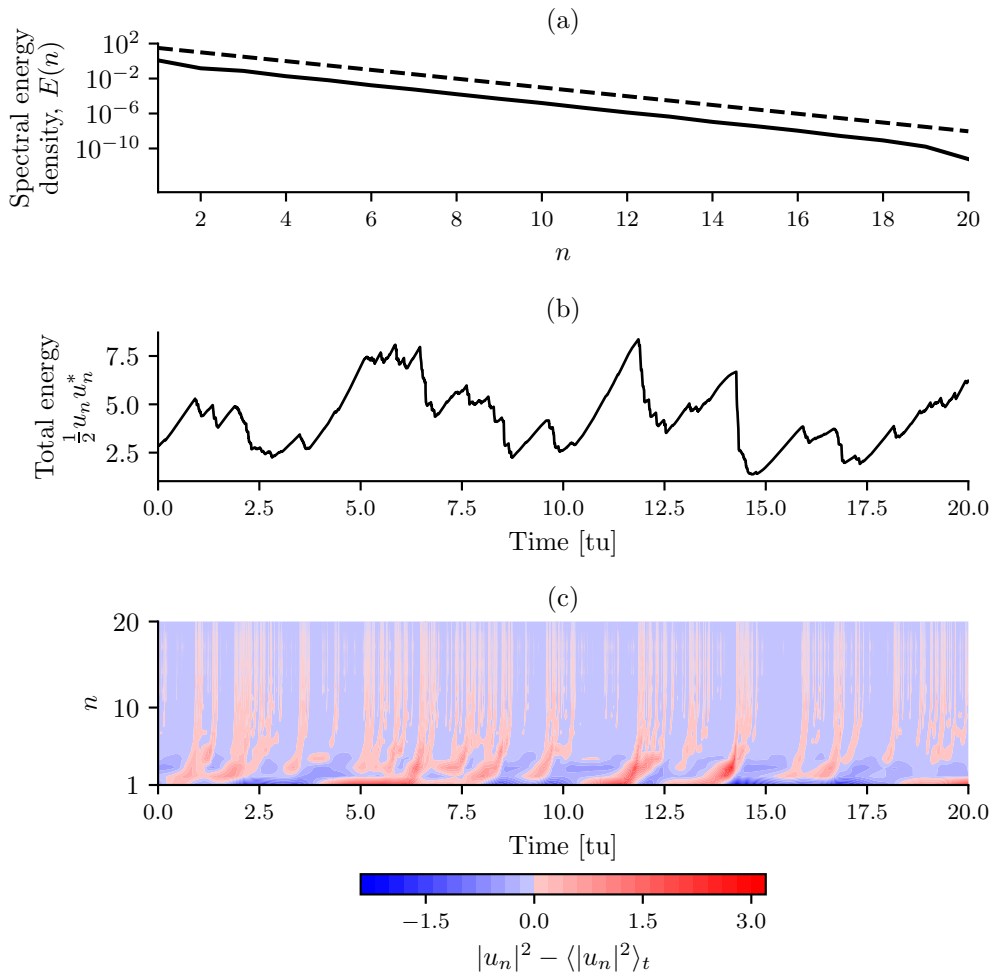 (a)
Spectral energy
density, E(n)
10^2
10^{-2}
10^{-6}
10^{-10}
2 4 6 8 10 12 14 16 18 20
n
(b)
Total energy
\frac{1}{2} u_n u_n^*
7.5
5.0
2.5
0.0 2.5 5.0 7.5 10.0 12.5 15.0 17.5 20.0
Time [tu]
(c)
n
20
10
1
0.0 2.5 5.0 7.5 10.0 12.5 15.0 17.5 20.0
Time [tu]
−1.5 0.0 1.5 3.0
|u_n|^2 − ⟨|u_n|^2⟩_t